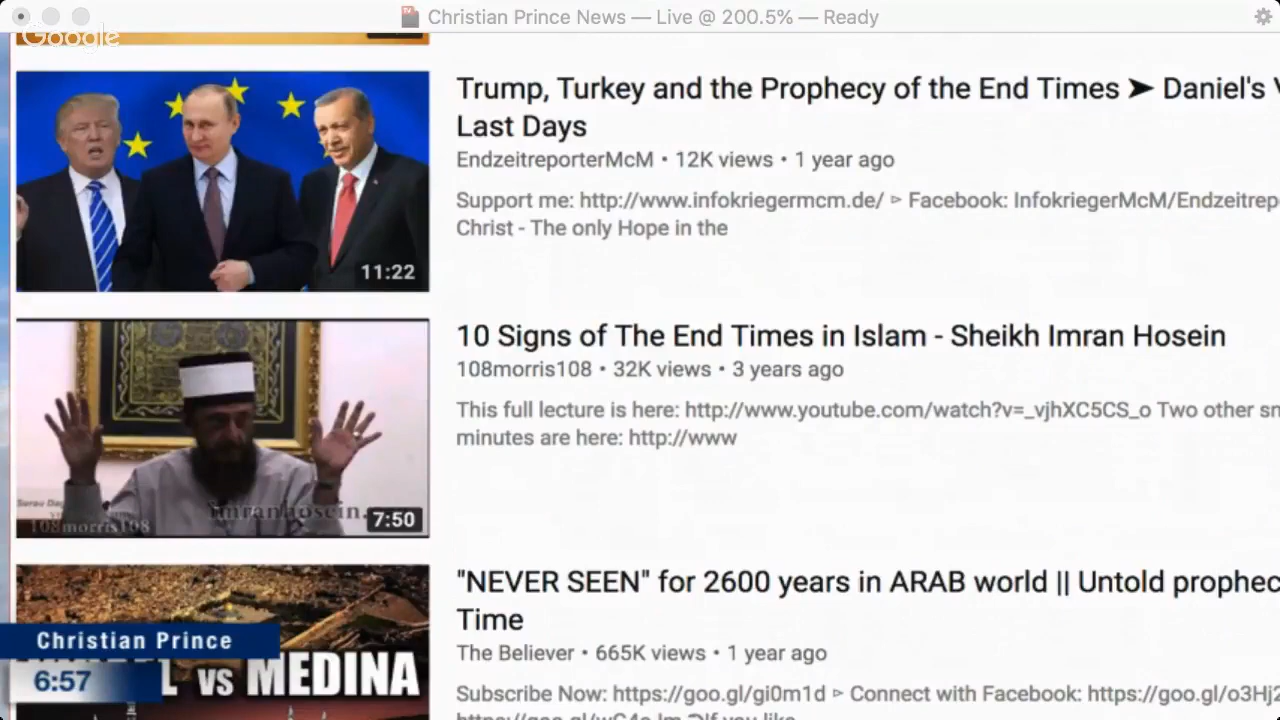 Christian Prince News — Live @ 200.5% — Ready
Google
Trump, Turkey and the Prophecy of the End Times ➤ Daniel's
Last Days
EndzeitreporterMcM • 12K views • 1 year ago
Support me: http://www.infokriegermcm.de/ ▹ Facebook: InfokriegerMcM/Endzeitrep
Christ - The only Hope in the
11:22
10 Signs of The End Times in Islam - Sheikh Imran Hosein
108morris108 • 32K views • 3 years ago
This full lecture is here: http://www.youtube.com/watch?v=_vjhXC5CS_o Two other sm
minutes are here: http://www
imranhosein.
108morris108
7:50
"NEVER SEEN" for 2600 years in ARAB world || Untold prophec
Time
The Believer • 665K views • 1 year ago
Subscribe Now: https://goo.gl/gi0m1d ▹ Connect with Facebook: https://goo.gl/o3Hj2
Christian Prince
6:57
VS MEDINA